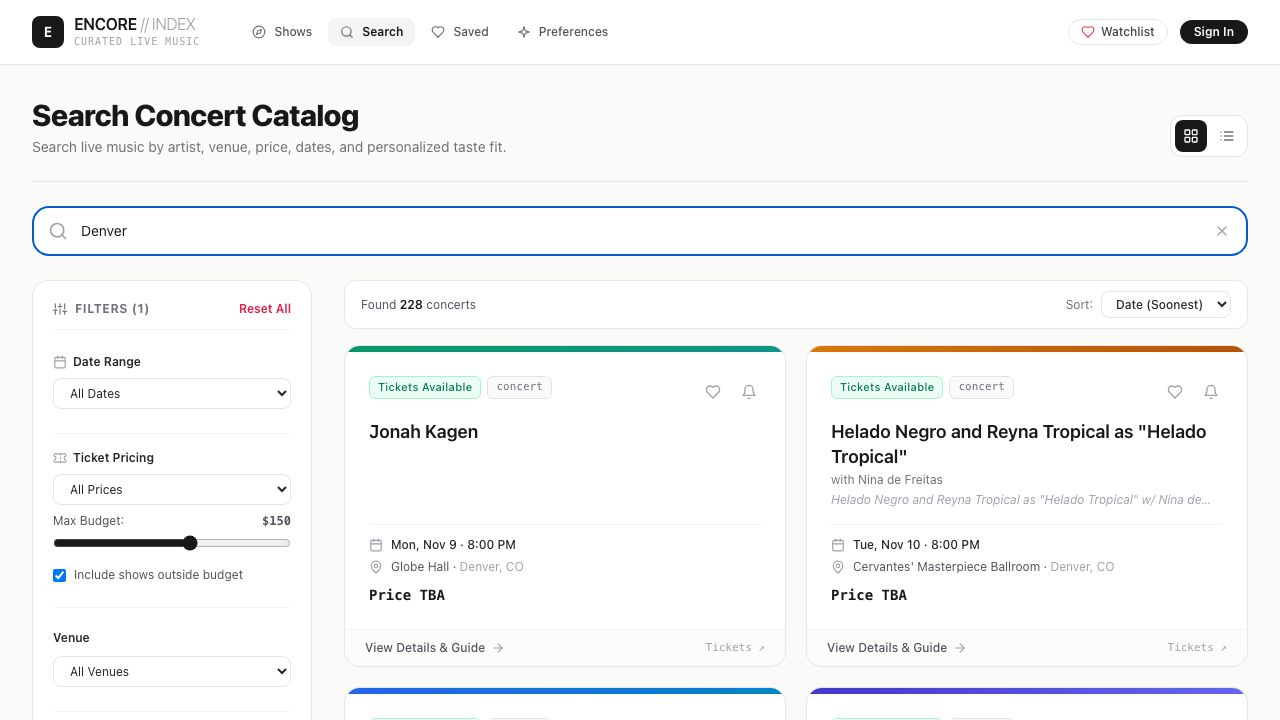 E
ENCORE // INDEX
CURATED LIVE MUSIC
Shows
Search
Saved
Preferences
Watchlist
Sign In
Search Concert Catalog
Search live music by artist, venue, price, dates, and personalized taste fit.
Denver
FILTERS (1)
Reset All
Date Range
All Dates
Ticket Pricing
All Prices
Max Budget:
$150
Include shows outside budget
Venue
All Venues
Found 228 concerts
Sort:
Date (Soonest)
Tickets Available
concert
Jonah Kagen
Mon, Nov 9 · 8:00 PM
Globe Hall · Denver, CO
Price TBA
View Details & Guide
Tickets ↗
Tickets Available
concert
Helado Negro and Reyna Tropical as "Helado
Tropical"
with Nina de Freitas
Helado Negro and Reyna Tropical as "Helado Tropical" w/ Nina de...
Tue, Nov 10 · 8:00 PM
Cervantes' Masterpiece Ballroom · Denver, CO
Price TBA
View Details & Guide
Tickets ↗